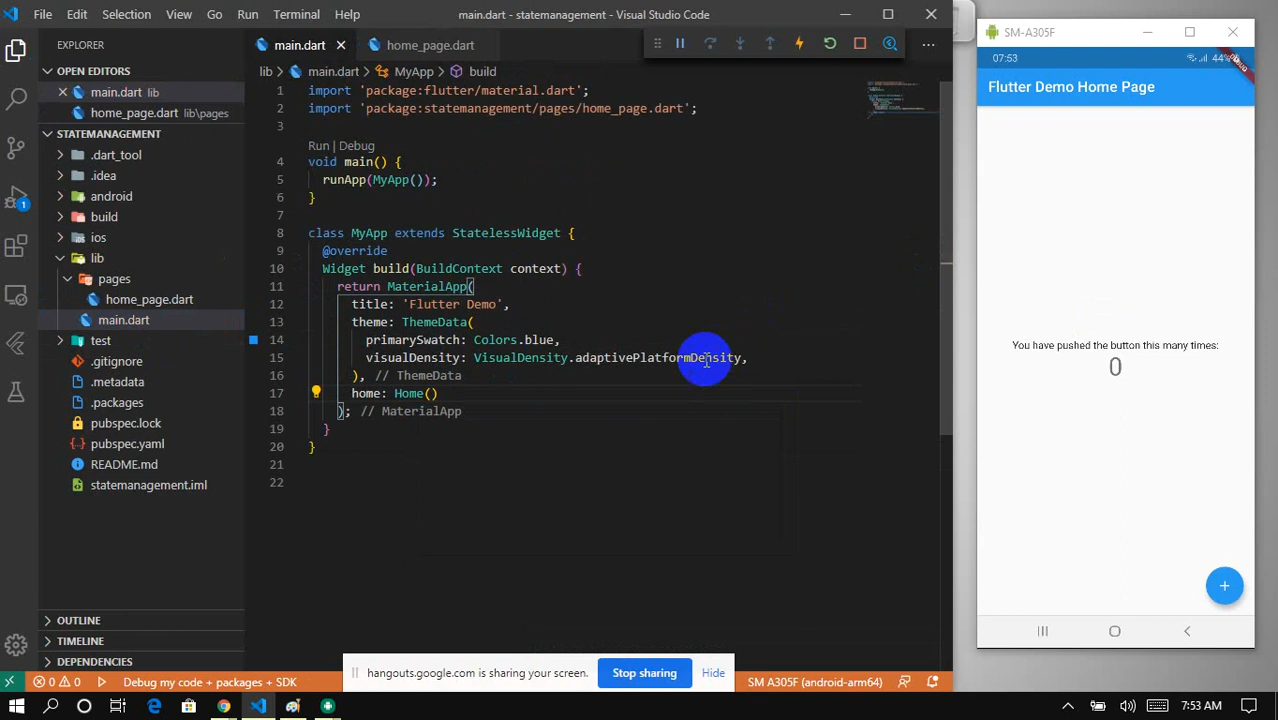 File Edit Selection View Go Run Terminal Help
main.dart - statemanagement - Visual Studio Code
EXPLORER
OPEN EDITORS
main.dart lib
home_page.dart lib\pages
STATEMANAGEMENT
.dart_tool
.idea
android
build
ios
lib
pages
home_page.dart
main.dart
test
.gitignore
.metadata
.packages
pubspec.lock
pubspec.yaml
README.md
statemanagement.iml
OUTLINE
TIMELINE
DEPENDENCIES
1
main.dart
home_page.dart
lib > main.dart > MyApp > build
1 import 'package:flutter/material.dart';
2 import 'package:statemanagement/pages/home_page.dart';
3
Run | Debug
4 void main() {
5 runApp(MyApp());
6 }
7
8 class MyApp extends StatelessWidget {
9 @override
10 Widget build(BuildContext context) {
11 return MaterialApp(
12 title: 'Flutter Demo',
13 theme: ThemeData(
14 primarySwatch: Colors.blue,
15 visualDensity: VisualDensity.adaptivePlatformDensity,
16 ), // ThemeData
17 home: Home()
18 ); // MaterialApp
19 }
20 }
21
22
hangouts.google.com is sharing your screen. Stop sharing Hide
0 0 Debug my code + packages + SDK
SM A305F (android-arm64)
SM-A305F
07:53
44%
DEBUG
Flutter Demo Home Page
You have pushed the button this many times:
0
+
7:53 AM